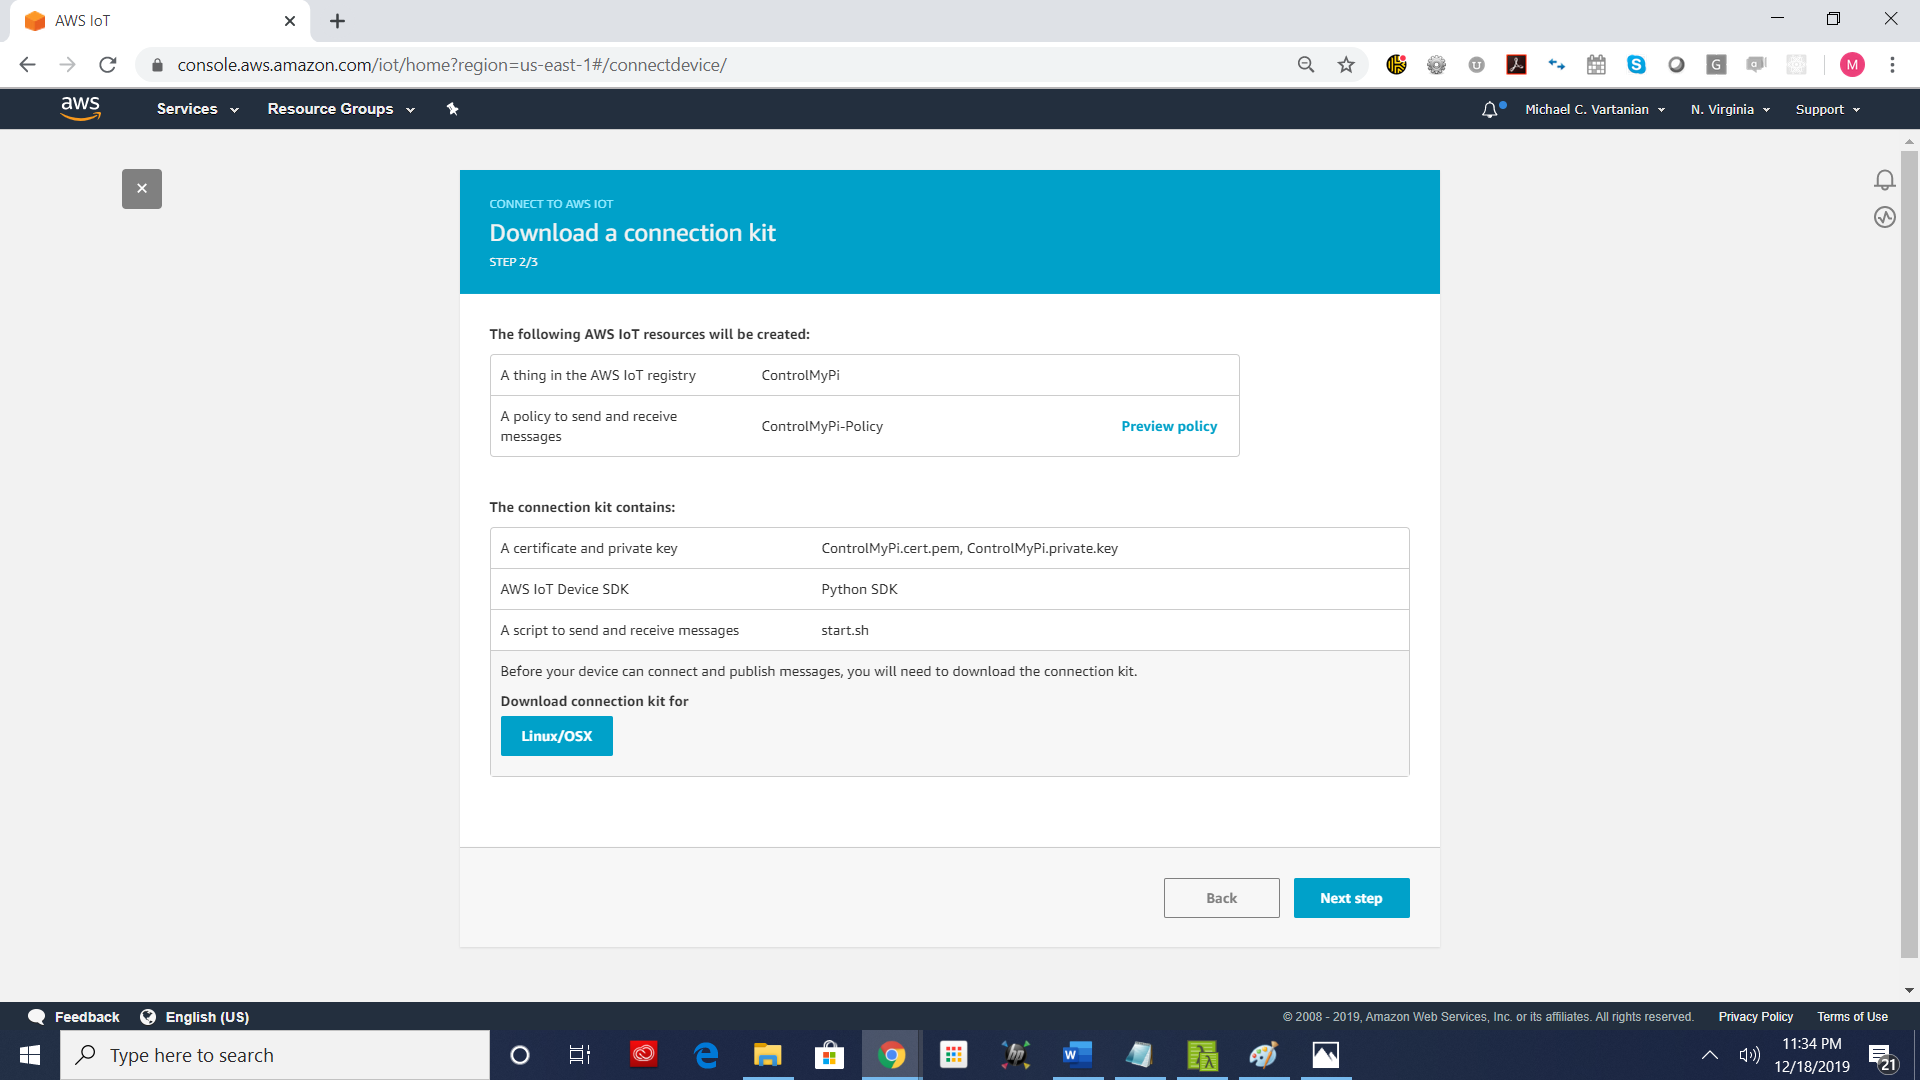 AWS IoT
console.aws.amazon.com/iot/home?region=us-east-1#/connectdevice/
M
aws
Services
Resource Groups
Michael C. Vartanian
N. Virginia
Support
CONNECT TO AWS IOT
Download a connection kit
STEP 2/3
The following AWS IoT resources will be created:
A thing in the AWS IoT registry
ControlMyPi
A policy to send and receive
messages
ControlMyPi-Policy
Preview policy
The connection kit contains:
A certificate and private key
ControlMyPi.cert.pem, ControlMyPi.private.key
AWS IoT Device SDK
Python SDK
A script to send and receive messages
start.sh
Before your device can connect and publish messages, you will need to download the connection kit.
Download connection kit for
Linux/OSX
Back
Next step
Feedback
English (US)
© 2008 - 2019, Amazon Web Services, Inc. or its affiliates. All rights reserved.
Privacy Policy
Terms of Use
Type here to search
11:34 PM
12/18/2019
21